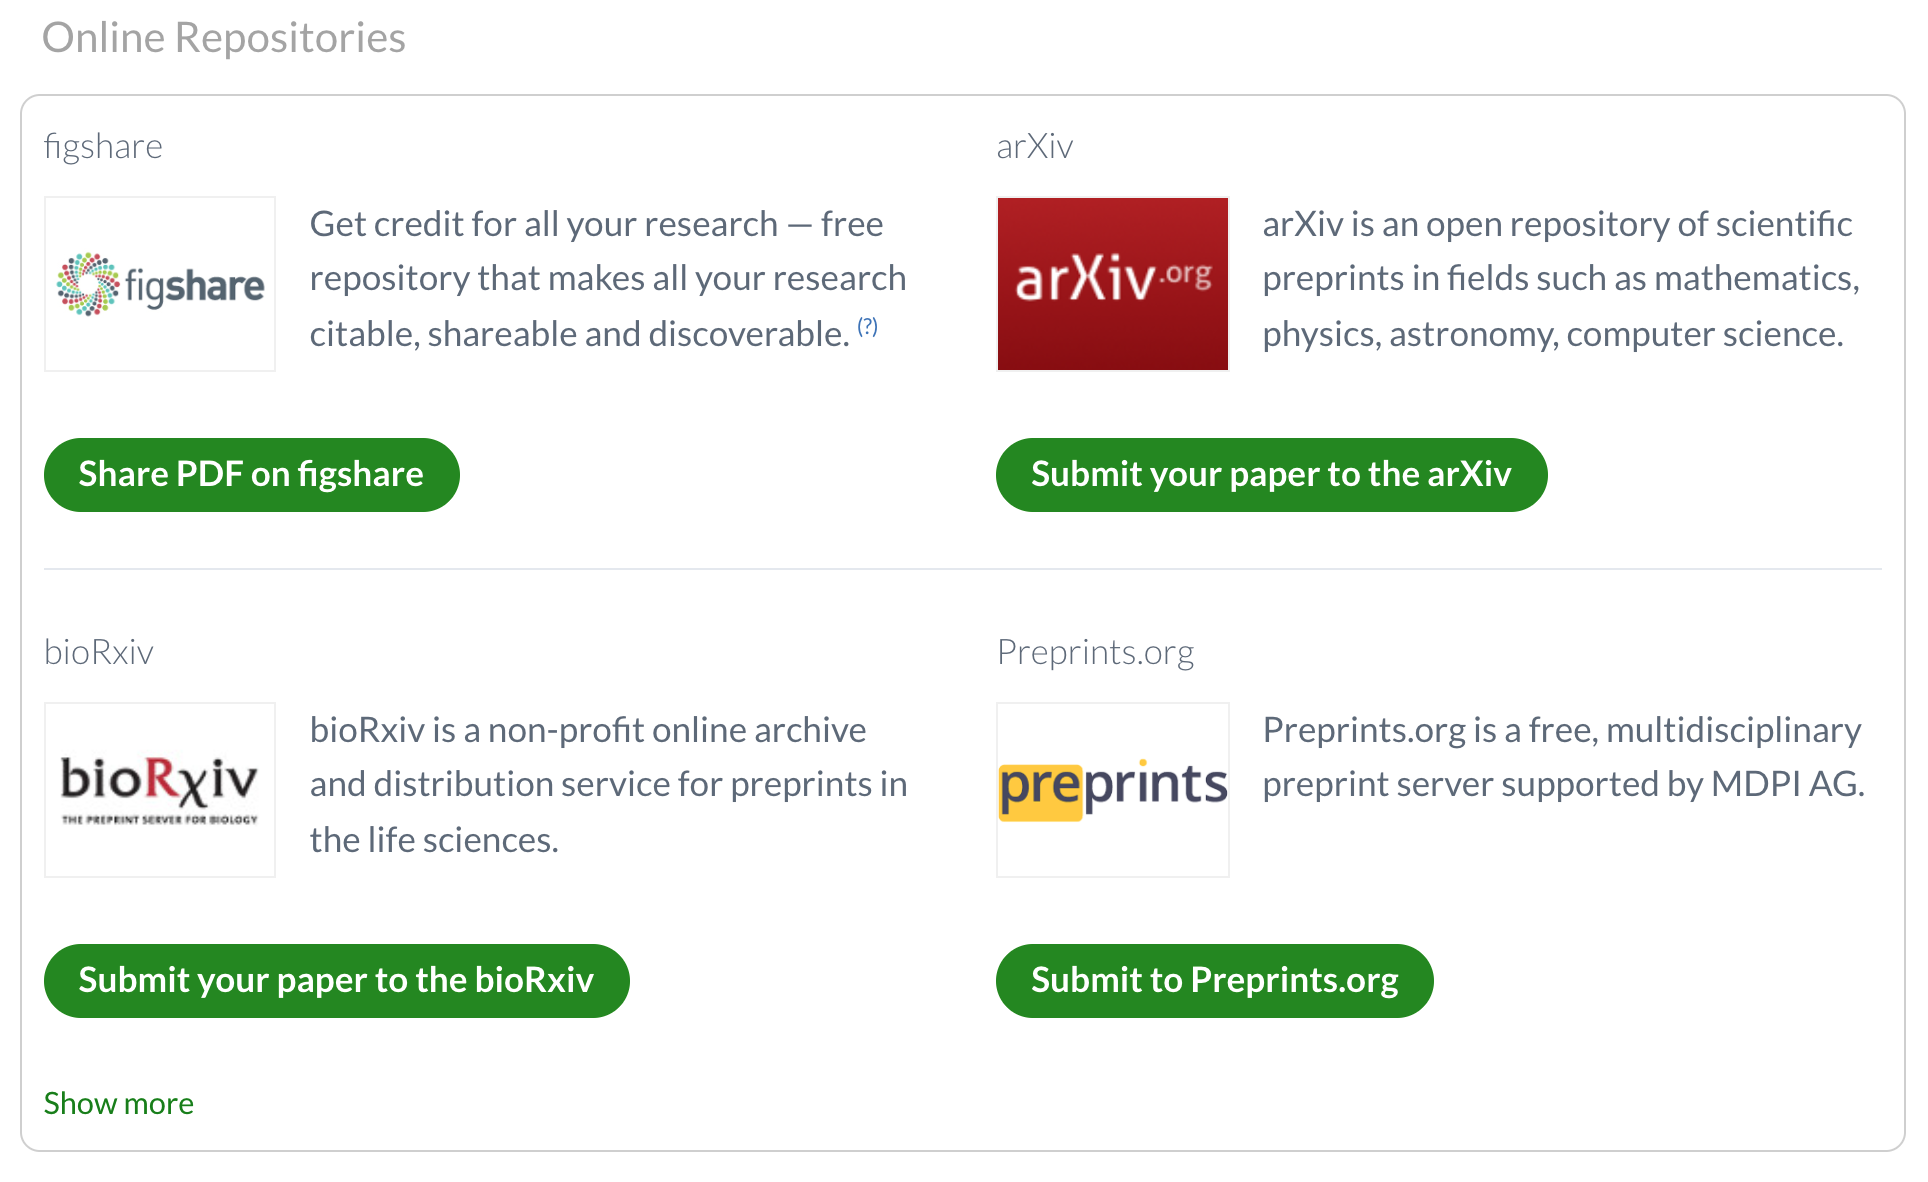 Online Repositories
figshare
figshare
Get credit for all your research — free
repository that makes all your research
citable, shareable and discoverable. (?)
Share PDF on figshare
arXiv
arXiv.org
arXiv is an open repository of scientific
preprints in fields such as mathematics,
physics, astronomy, computer science.
Submit your paper to the arXiv
bioRxiv
bioRχiv
THE PREPRINT SERVER FOR BIOLOGY
bioRxiv is a non-profit online archive
and distribution service for preprints in
the life sciences.
Submit your paper to the bioRxiv
Preprints.org
preprints
Preprints.org is a free, multidisciplinary
preprint server supported by MDPI AG.
Submit to Preprints.org
Show more